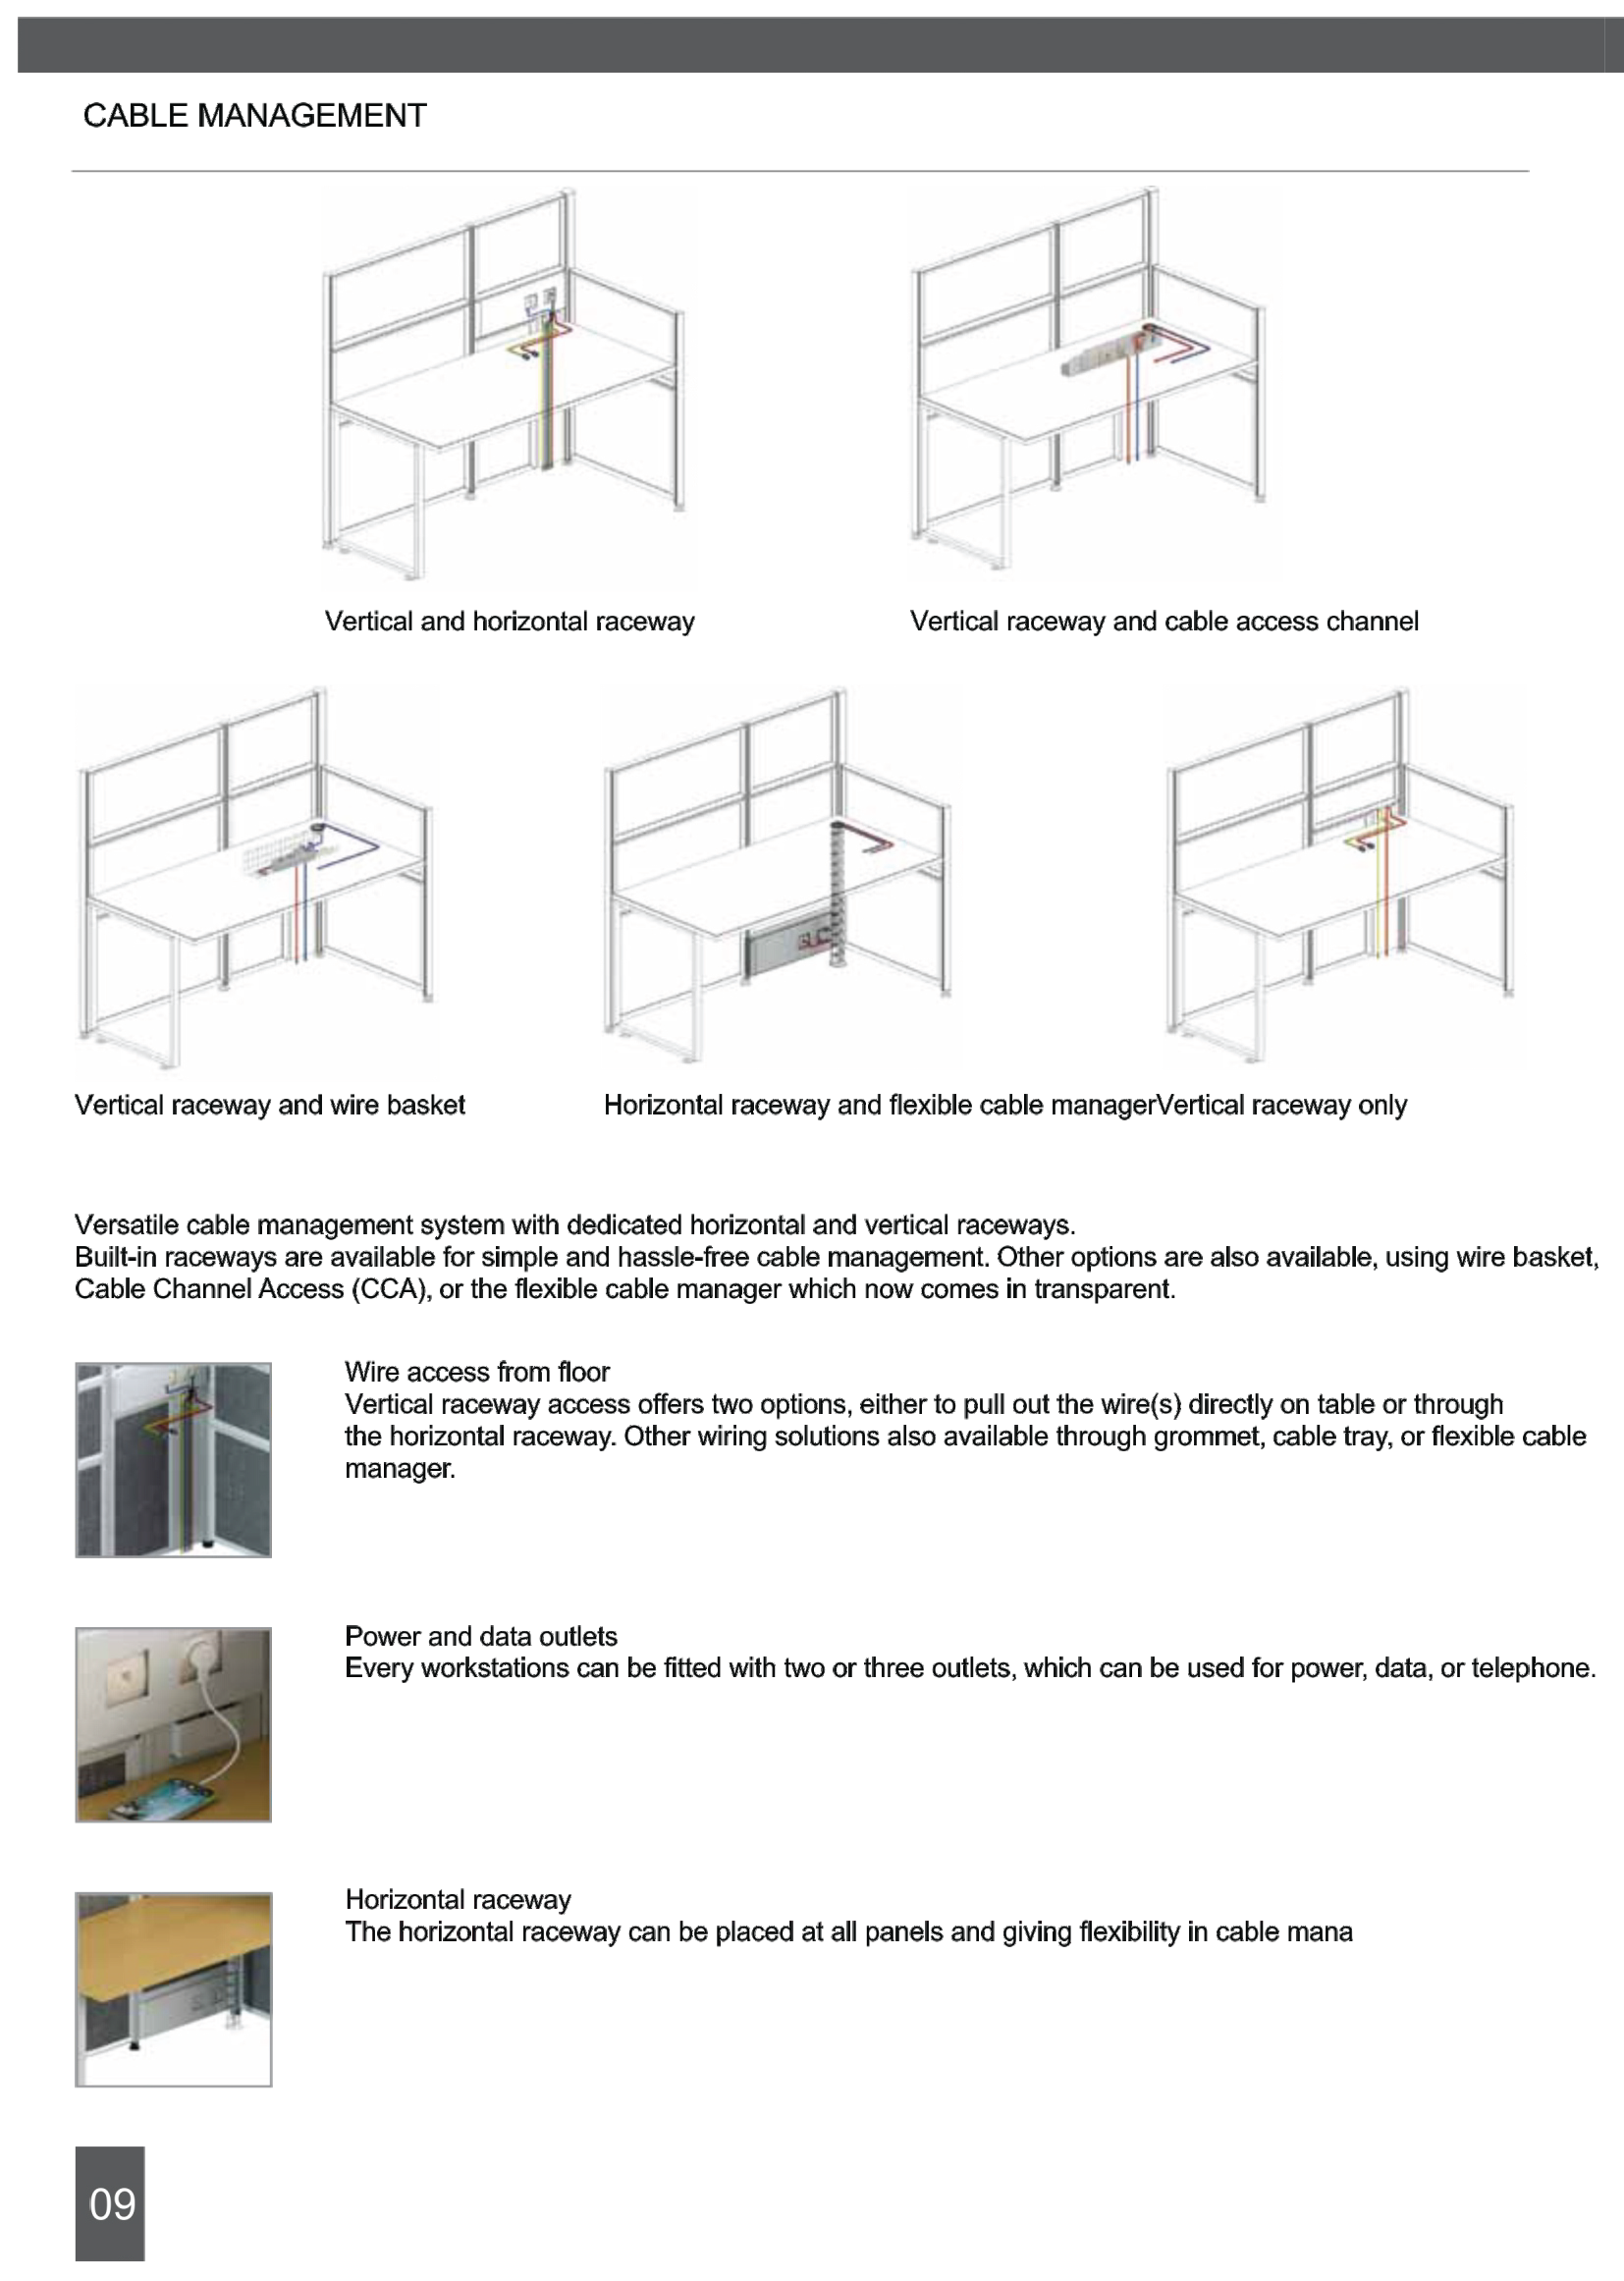 CABLE MANAGEMENT
Vertical and horizontal raceway
Vertical raceway and cable access channel
Vertical raceway and wire basket
Horizontal raceway and flexible cable managerVertical raceway only
Versatile cable management system with dedicated horizontal and vertical raceways.
Built-in raceways are available for simple and hassle-free cable management. Other options are also available, using wire basket,
Cable Channel Access (CCA), or the flexible cable manager which now comes in transparent.
Wire access from floor
Vertical raceway access offers two options, either to pull out the wire(s) directly on table or through
the horizontal raceway. Other wiring solutions also available through grommet, cable tray, or flexible cable
manager.
Power and data outlets
Every workstations can be fitted with two or three outlets, which can be used for power, data, or telephone.
Horizontal raceway
The horizontal raceway can be placed at all panels and giving flexibility in cable mana
09